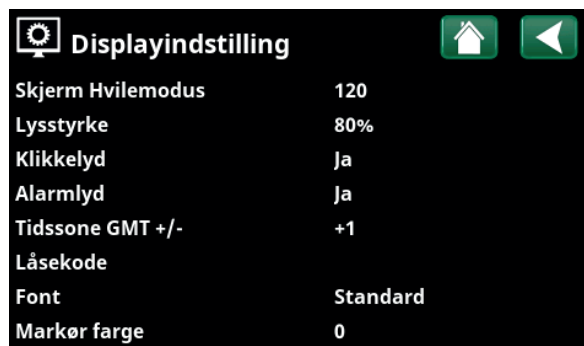 Displayindstilling
Skjerm Hvilemodus 120
Lysstyrke 80%
Klikkelyd Ja
Alarmlyd Ja
Tidssone GMT +/- +1
Låsekode
Font Standard
Markør farge 0